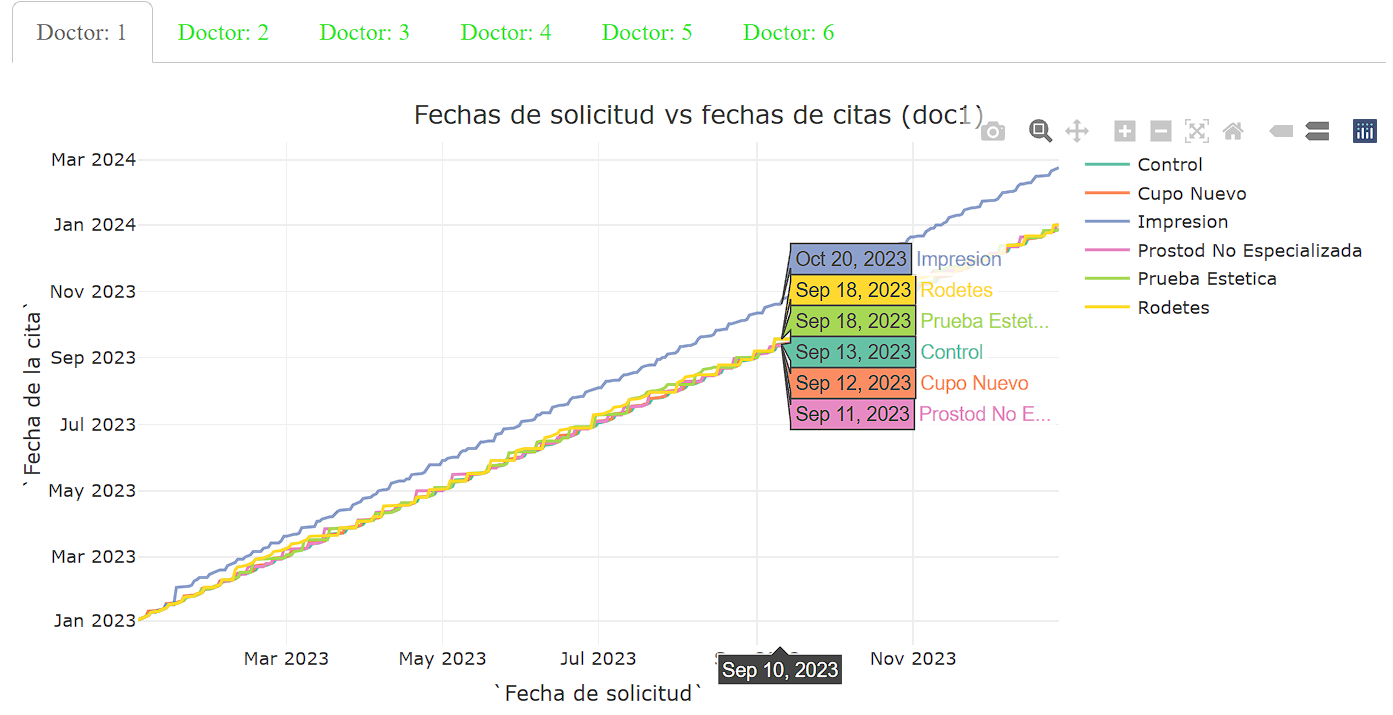 Doctor: 1 Doctor: 2 Doctor: 3 Doctor: 4 Doctor: 5 Doctor: 6
Fechas de solicitud vs fechas de citas (doc1)
Mar 2024
Jan 2024
Nov 2023
Sep 2023
Jul 2023
May 2023
Mar 2023
Jan 2023
`Fecha de la cita`
Control
Cupo Nuevo
Impresion
Prostod No Especializada
Prueba Estetica
Rodetes
Oct 20, 2023 Impresion
Sep 18, 2023 Rodetes
Sep 18, 2023 Prueba Estet...
Sep 13, 2023 Control
Sep 12, 2023 Cupo Nuevo
Sep 11, 2023 Prostod No E...
Mar 2023 May 2023 Jul 2023 Nov 2023
Sep 10, 2023
`Fecha de solicitud`